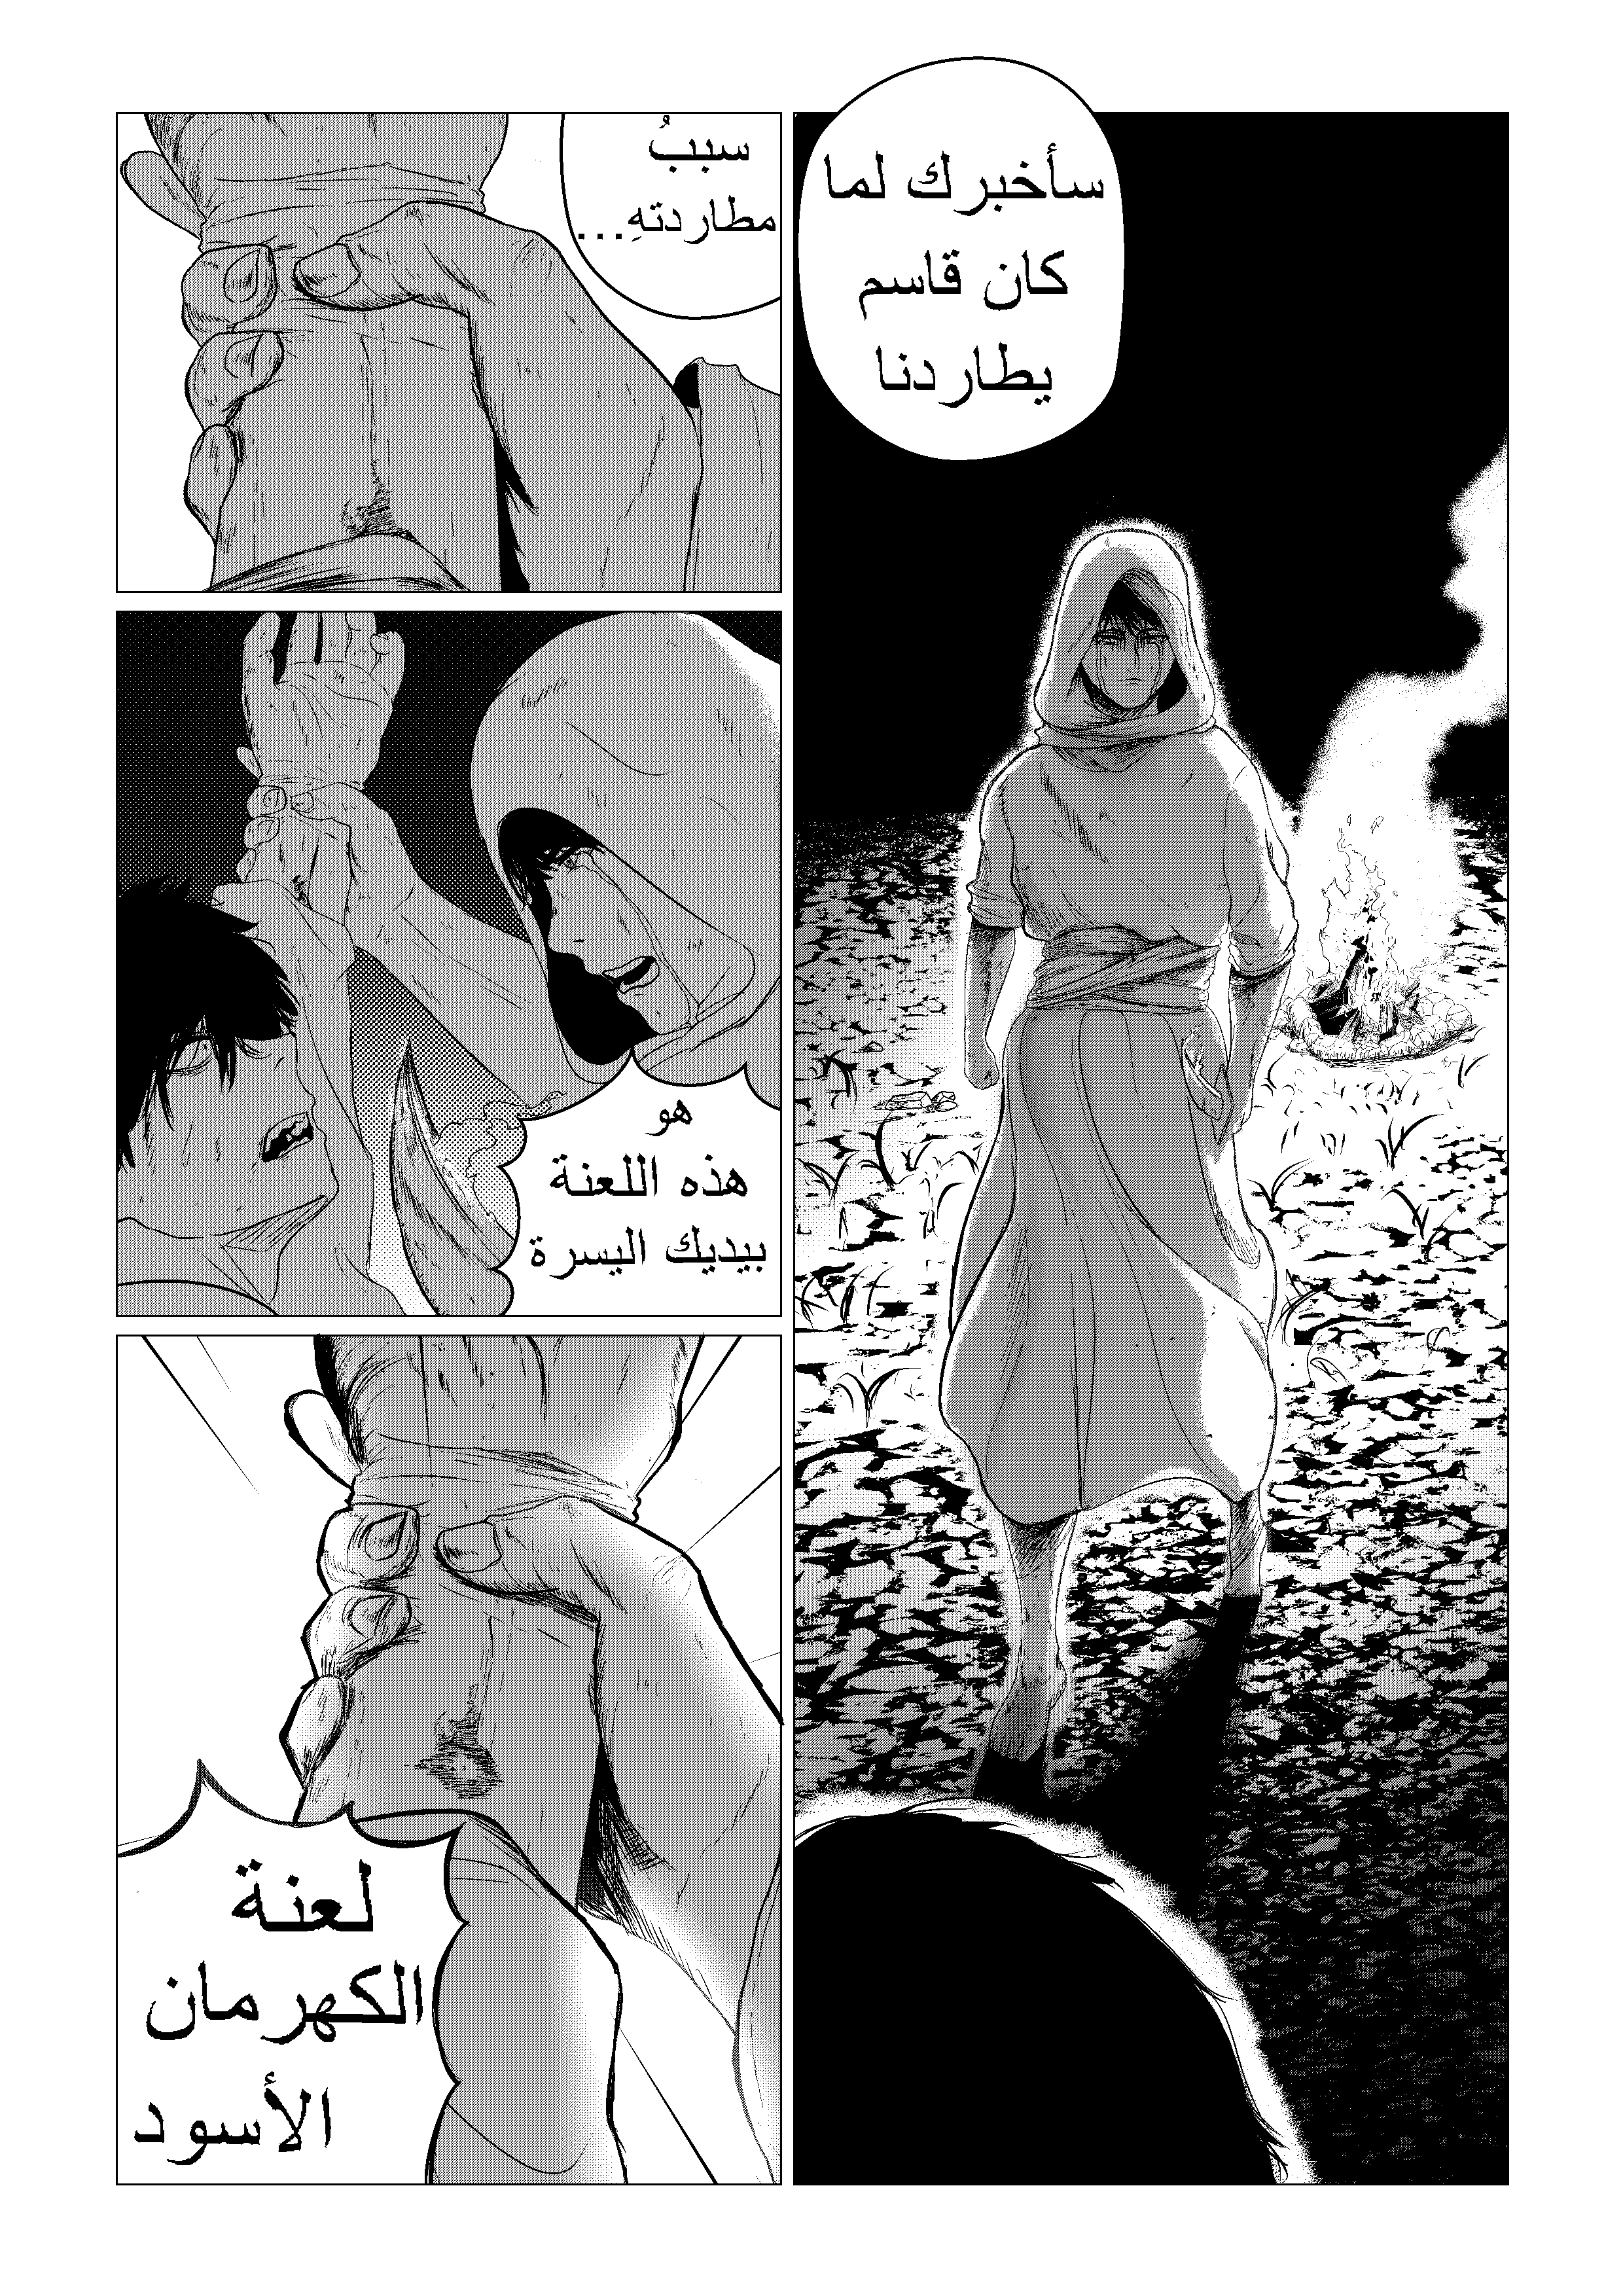 سأخبرك لما
كان قاسم
يطاردنا
سببُ
مطاردتهِ...
هو
هذه اللعنة
بيديك اليسرة
لعنة
الكهرمان
الأسود